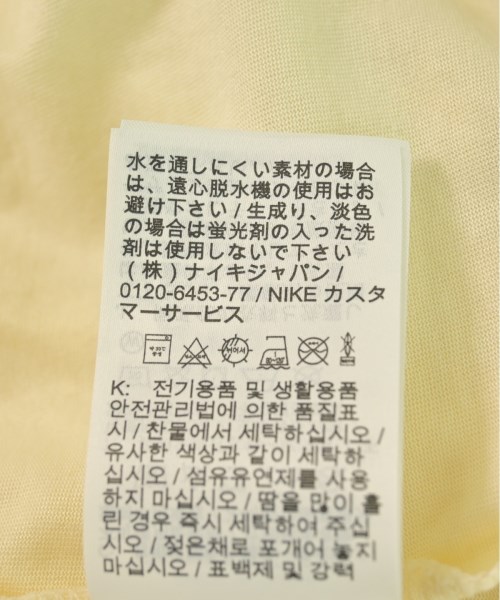 水を通しにくい素材の場合
は、遠心脱水機の使用はお
避け下さい / 生成り、淡色
の場合は蛍光剤の入った洗
剤は使用しないで下さい
(株)ナイキジャパン /
0120-6453-77 / NIKE カスタ
マーサービス
K: 전기용품 및 생활용품
안전관리법에 의한 품질표
시 / 찬물에서 세탁하십시오 /
유사한 색상과 같이 세탁하
십시오 / 섬유유연제를 사용
하지 마십시오 / 땀을 많이 흘
린 경우 즉시 세탁하여 주십
시오 / 젖은채로 포개어 놓지
마십시오 / 표백제 및 강력